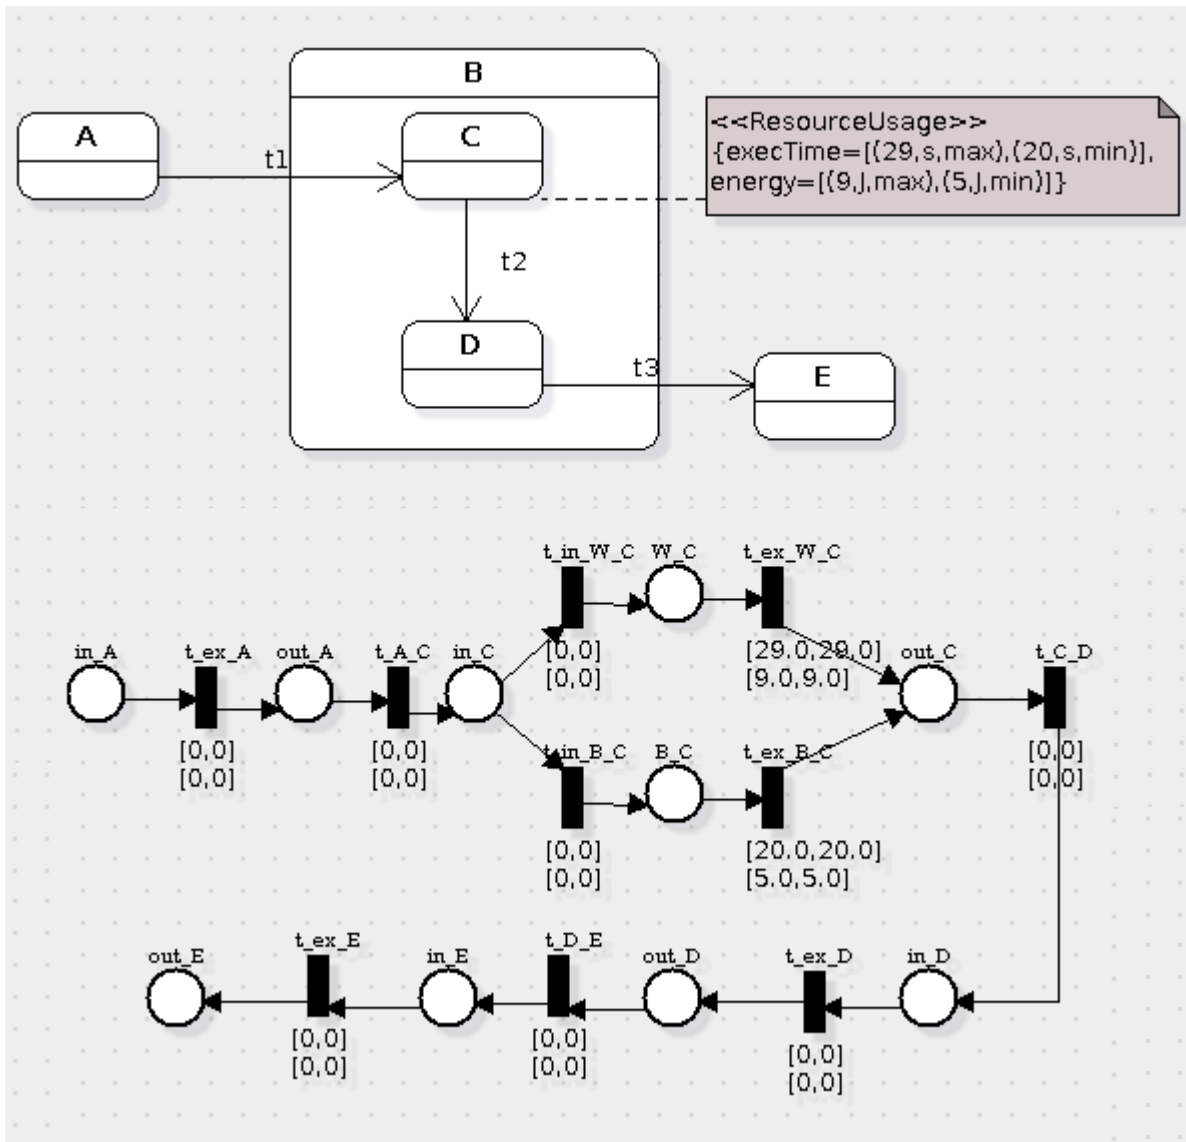 B
A
C
<<ResourceUsage>>
{execTime=[(29,s,max),(20,s,min)],
energy=[(9,J,max),(5,J,min)]}
t1
t2
D
t3
E
t_in_W_C W_C t_ex_W_C
[0,0] [29.0,29.0]
[0,0] [9.0,9.0]
in_A t_ex_A out_A t_A_C in_C out_C t_C_D
[0,0] [0,0] [0,0]
[0,0] [0,0] [0,0]
t_in_B_C B_C t_ex_B_C
[0,0] [20.0,20.0]
[0,0] [5.0,5.0]
out_E t_ex_E in_E t_D_E out_D t_ex_D in_D
[0,0] [0,0] [0,0]
[0,0] [0,0] [0,0]